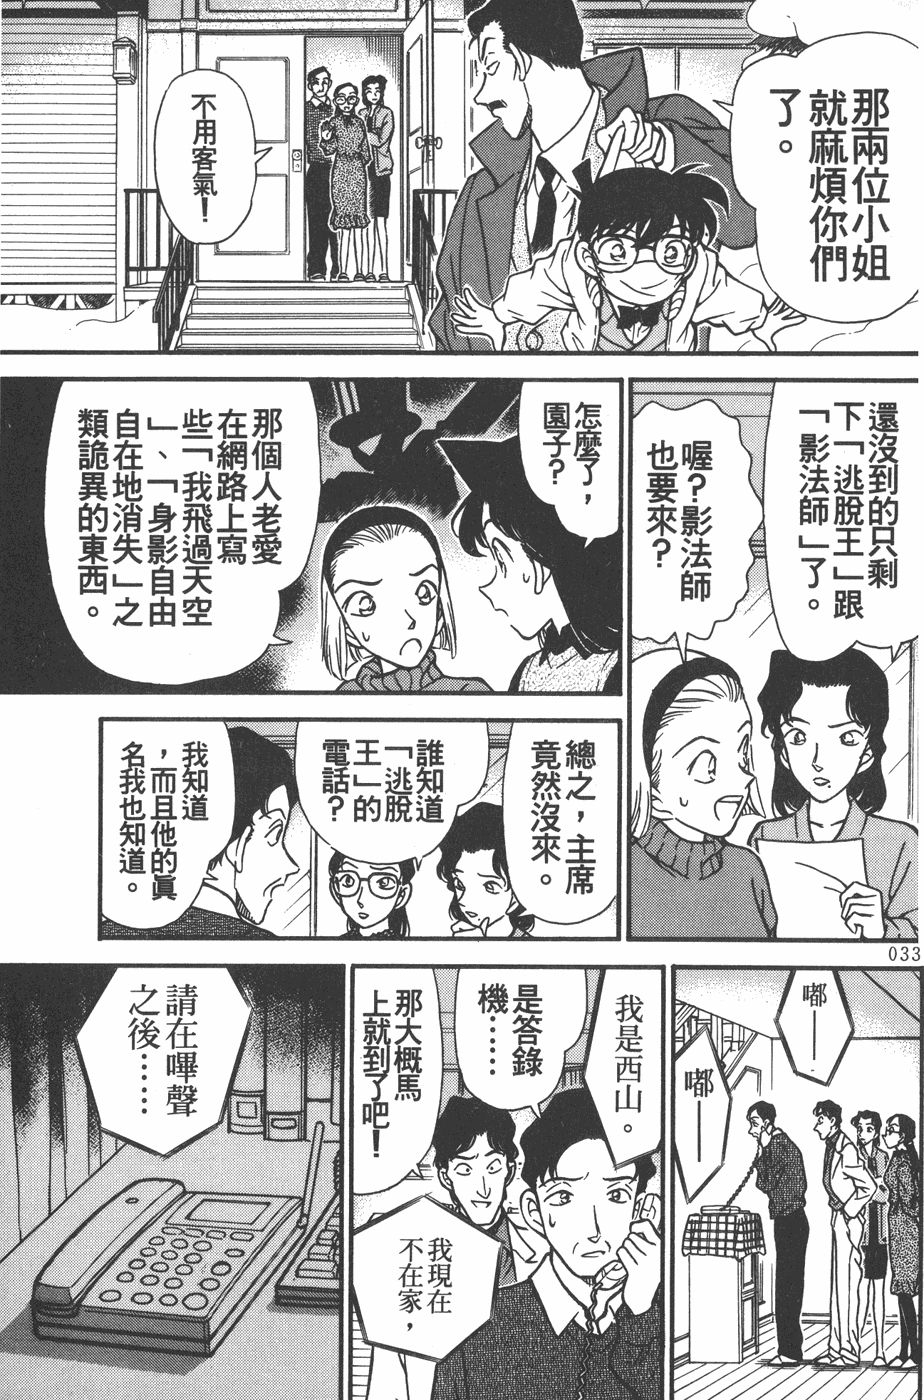 那兩位小姐
就麻煩你們
了。
不用客氣！
還沒到的只剩
下「逃脫王」跟
「影法師」了。
喔？影法師
也要來？
怎麼了，
園子？
那個人老愛
在網路上寫
些「我飛過天空
」、「身影自由
自在地消失」之
類詭異的東西。
總之，主席
竟然沒來。
誰知道
「逃脫
王」的
電話？
我知道
，而且他的真
名我也知道。
033
嘟——
嘟——
我是西山。
是答錄
機……
那大概馬
上就到了吧！
我現在
不在家，
請在嗶聲
之後……